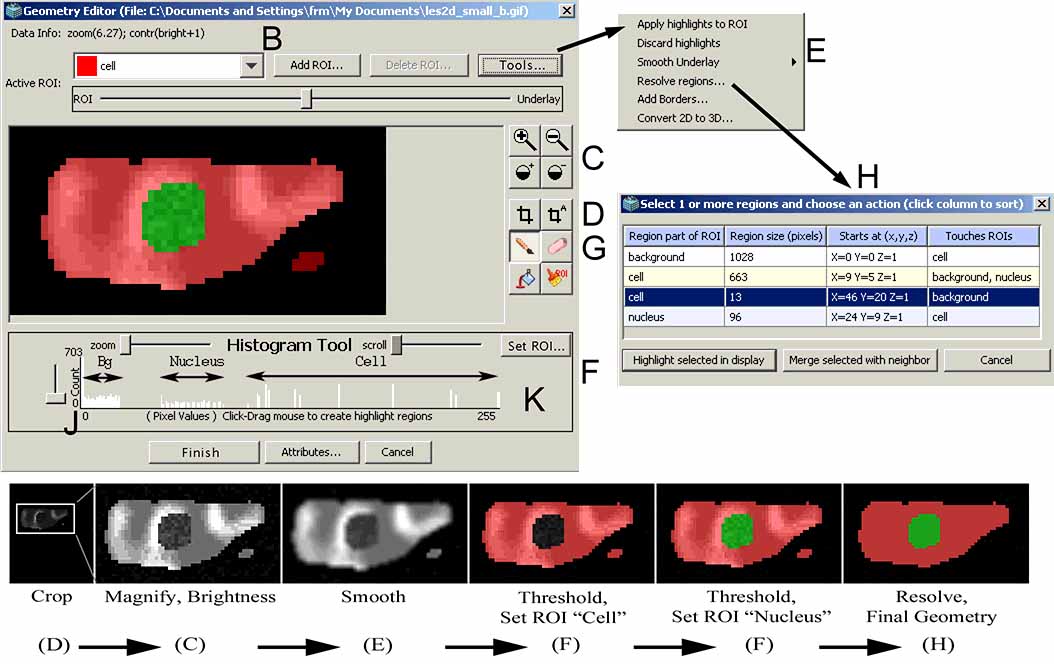 Geometry Editor (File: C:\Documents and Settings\frm\My Documents\les2d_small_b.gif)
Data Info: zoom(6.27); contr(bright+1)
B
Active ROI:
cell
Add ROI...
Delete ROI...
Tools...
ROI
Underlay
C
D
A
G
ROI
zoom
Histogram Tool
scroll
Set ROI...
703
Count
0
Bg
Nucleus
Cell
F
K
J
0
( Pixel Values ) Click-Drag mouse to create highlight regions
255
Finish
Attributes...
Cancel
Apply highlights to ROI
Discard highlights
Smooth Underlay
Resolve regions...
Add Borders...
Convert 2D to 3D...
E
H
Select 1 or more regions and choose an action (click column to sort)
Region part of ROI Region size (pixels) Starts at (x,y,z) Touches ROIs
background 1028 X=0 Y=0 Z=1 cell
cell 663 X=9 Y=5 Z=1 background, nucleus
cell 13 X=46 Y=20 Z=1 background
nucleus 96 X=24 Y=9 Z=1 cell
Highlight selected in display
Merge selected with neighbor
Cancel
Crop
Magnify, Brightness
Smooth
Threshold,
Set ROI “Cell”
Threshold,
Set ROI “Nucleus”
Resolve,
Final Geometry
(D)
(C)
(E)
(F)
(F)
(H)